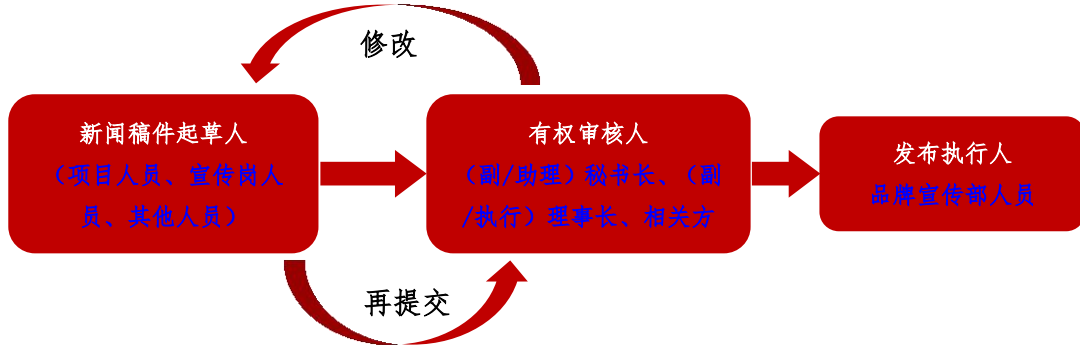 修改
新闻稿件起草人
（项目人员、宣传岗人
员、其他人员）
有权审核人
（副/助理）秘书长、（副
/执行）理事长、相关方
发布执行人
品牌宣传部人员
再提交